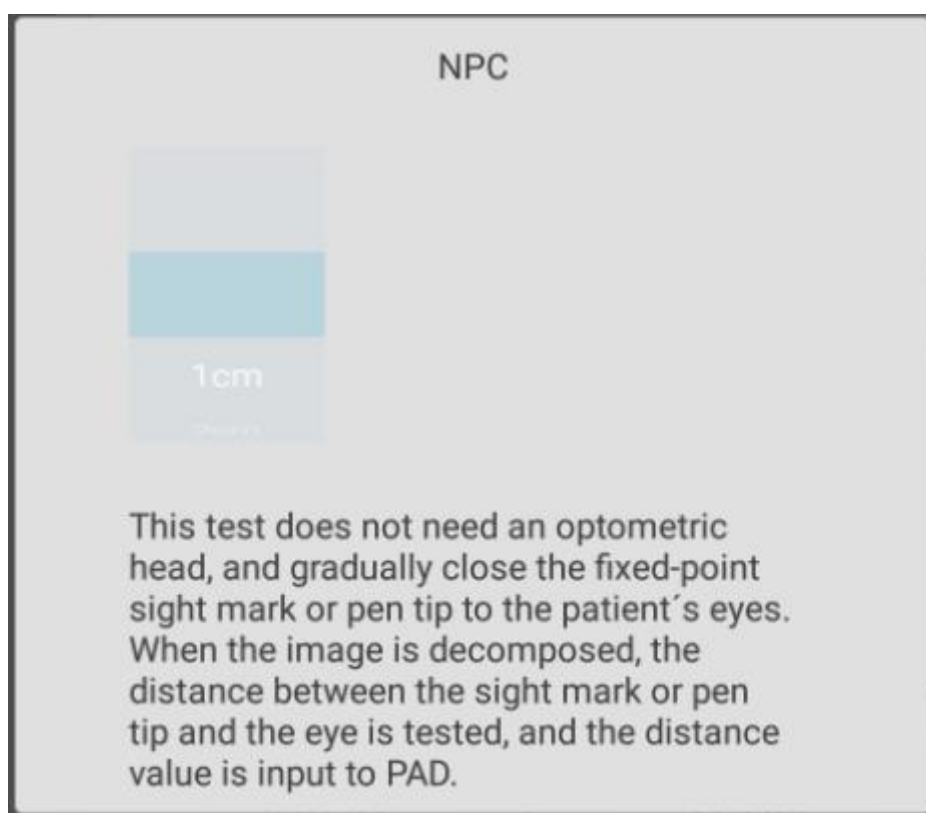 NPC
1cm
This test does not need an optometric
head, and gradually close the fixed-point
sight mark or pen tip to the patient´s eyes.
When the image is decomposed, the
distance between the sight mark or pen
tip and the eye is tested, and the distance
value is input to PAD.